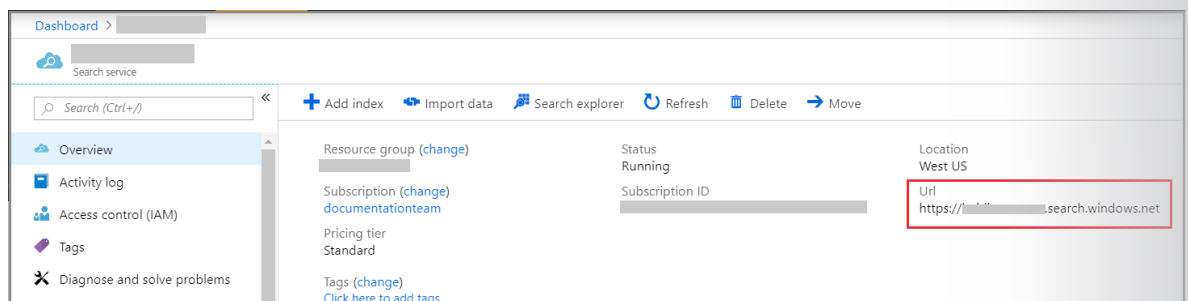 Dashboard >
Search service
Search (Ctrl+/)
«
Add index Import data Search explorer Refresh Delete Move
Overview
Activity log
Access control (IAM)
Tags
Diagnose and solve problems
Resource group (change)
Status
Running
Location
West US
Subscription (change)
documentationteam
Subscription ID
Url
https:// .search.windows.net
Pricing tier
Standard
Tags (change)
Click here to add tags